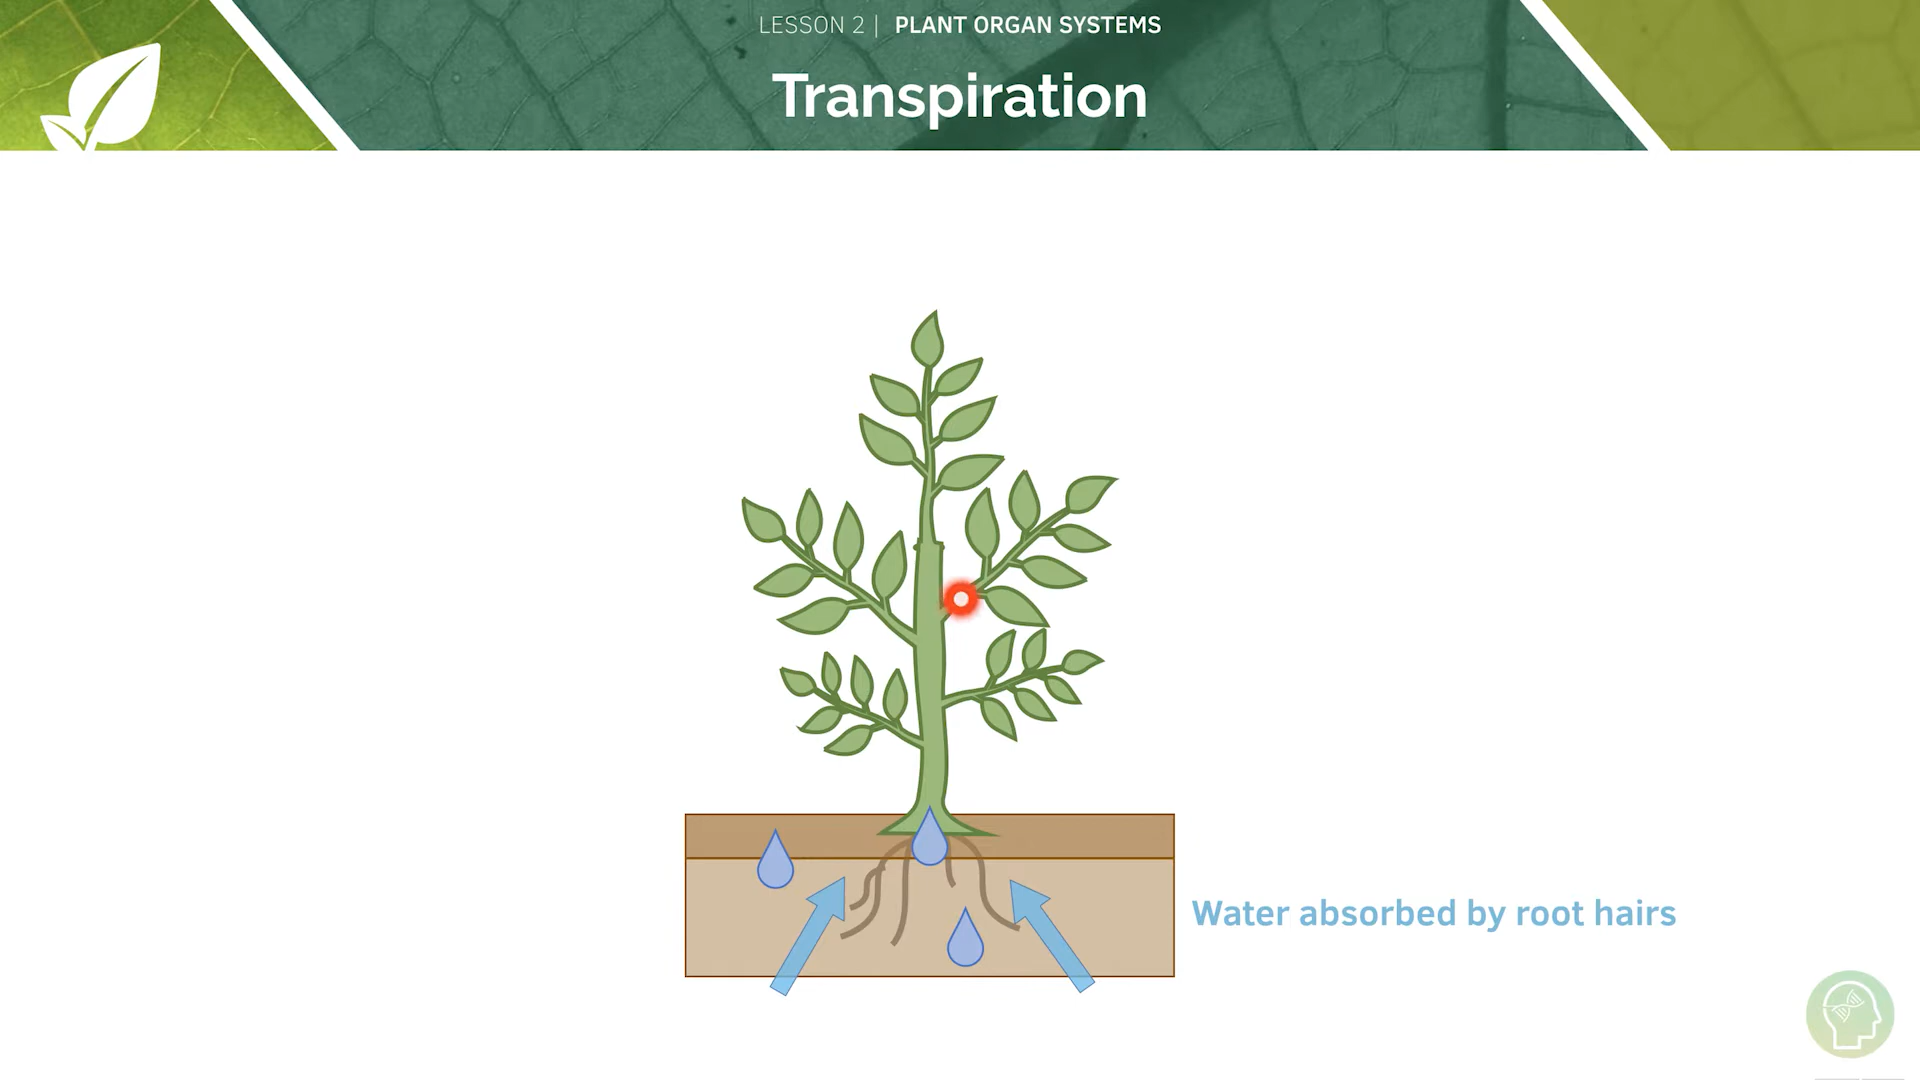 LESSON 2 | PLANT ORGAN SYSTEMS
Transpiration
Water absorbed by root hairs